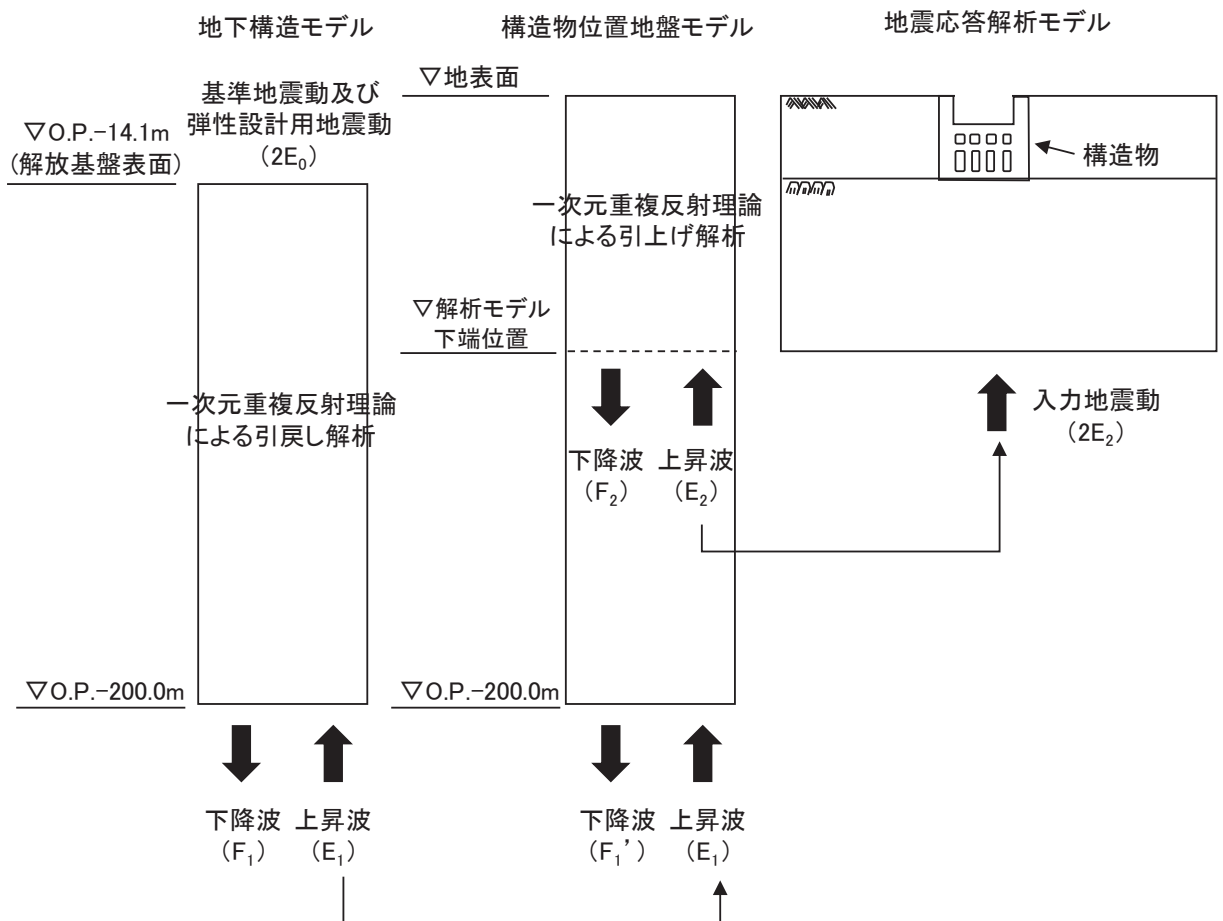 地下構造モデル
基準地震動及び
弾性設計用地震動
(2E₀)
▽O.P.-14.1m
(解放基盤表面)
一次元重複反射理論
による引戻し解析
▽O.P.-200.0m
下降波 上昇波
(F₁) (E₁)
構造物位置地盤モデル
▽地表面
一次元重複反射理論
による引上げ解析
▽解析モデル
下端位置
下降波 上昇波
(F₂) (E₂)
▽O.P.-200.0m
下降波 上昇波
(F₁') (E₁)
地震応答解析モデル
構造物
入力地震動
(2E₂)